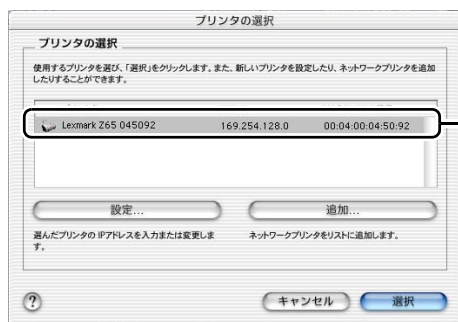 プリンタの選択
プリンタの選択
使用するプリンタを選び、「選択」をクリックします。また、新しいプリンタを設定したり、ネットワークプリンタを追加
したりすることができます。
Lexmark Z65 045092 169.254.128.0 00:04:00:04:50:92
設定... 追加...
選んだプリンタの IPアドレスを入力または変更しま
す。
ネットワークプリンタをリストに追加します。
? キャンセル 選択